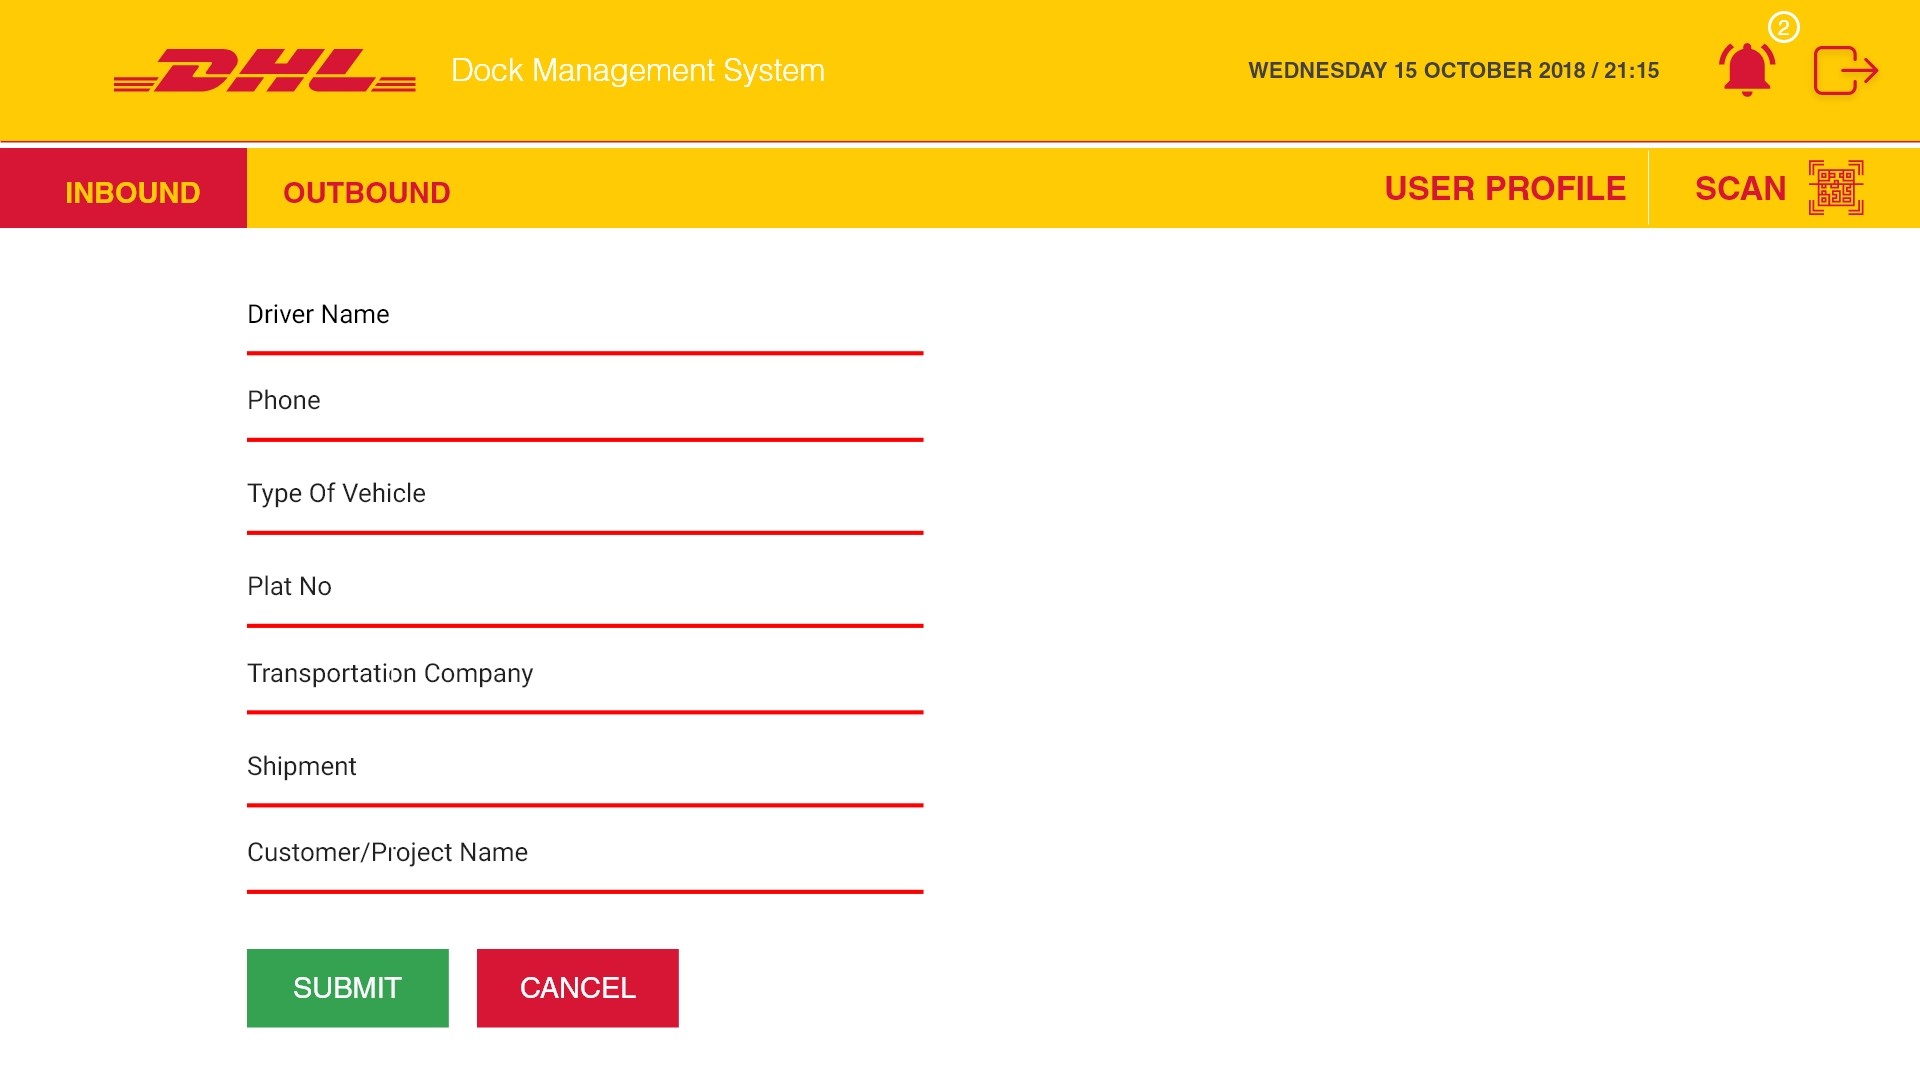 DHL Dock Management System WEDNESDAY 15 OCTOBER 2018 / 21:15 2
INBOUND OUTBOUND USER PROFILE SCAN
Driver Name
Phone
Type Of Vehicle
Plat No
Transportation Company
Shipment
Customer/Project Name
SUBMIT CANCEL